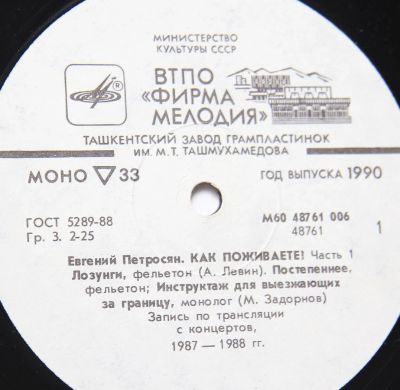 МИНИСТЕРСТВО
КУЛЬТУРЫ СССР
ВТПО
«ФИРМА
МЕЛОДИЯ»
ТАШКЕНТСКИЙ ЗАВОД ГРАМПЛАСТИНОК
ИМ. М. Т. ТАШМУХАМЕДОВА
МОНО ▽ 33
ГОД ВЫПУСКА 1990
ГОСТ 5289-88
Гр. 3. 2-25
М60 48761 006
48761
1
Евгений Петросян. КАК ПОЖИВАЕТЕ! Часть 1
Лозунги, фельетон (А. Левин). Постепеннее,
фельетон; Инструктаж для выезжающих
за границу, монолог (М. Задорнов)
Запись по трансляции
с концертов,
1987 — 1988 гг.